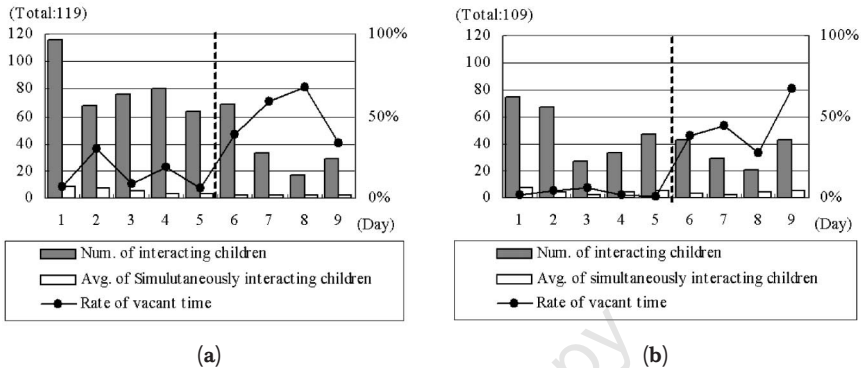 (Total:119)
120
100
80
60
40
20
0
100%
50%
0%
1 2 3 4 5 6 7 8 9 (Day)
Num. of interacting children
Avg. of Simulutaneously interacting children
Rate of vacant time
(a)
(Total:109)
120
100
80
60
40
20
0
100%
50%
0%
1 2 3 4 5 6 7 8 9 (Day)
Num. of interacting children
Avg. of simultaneously interacting children
Rate of vacant time
(b)